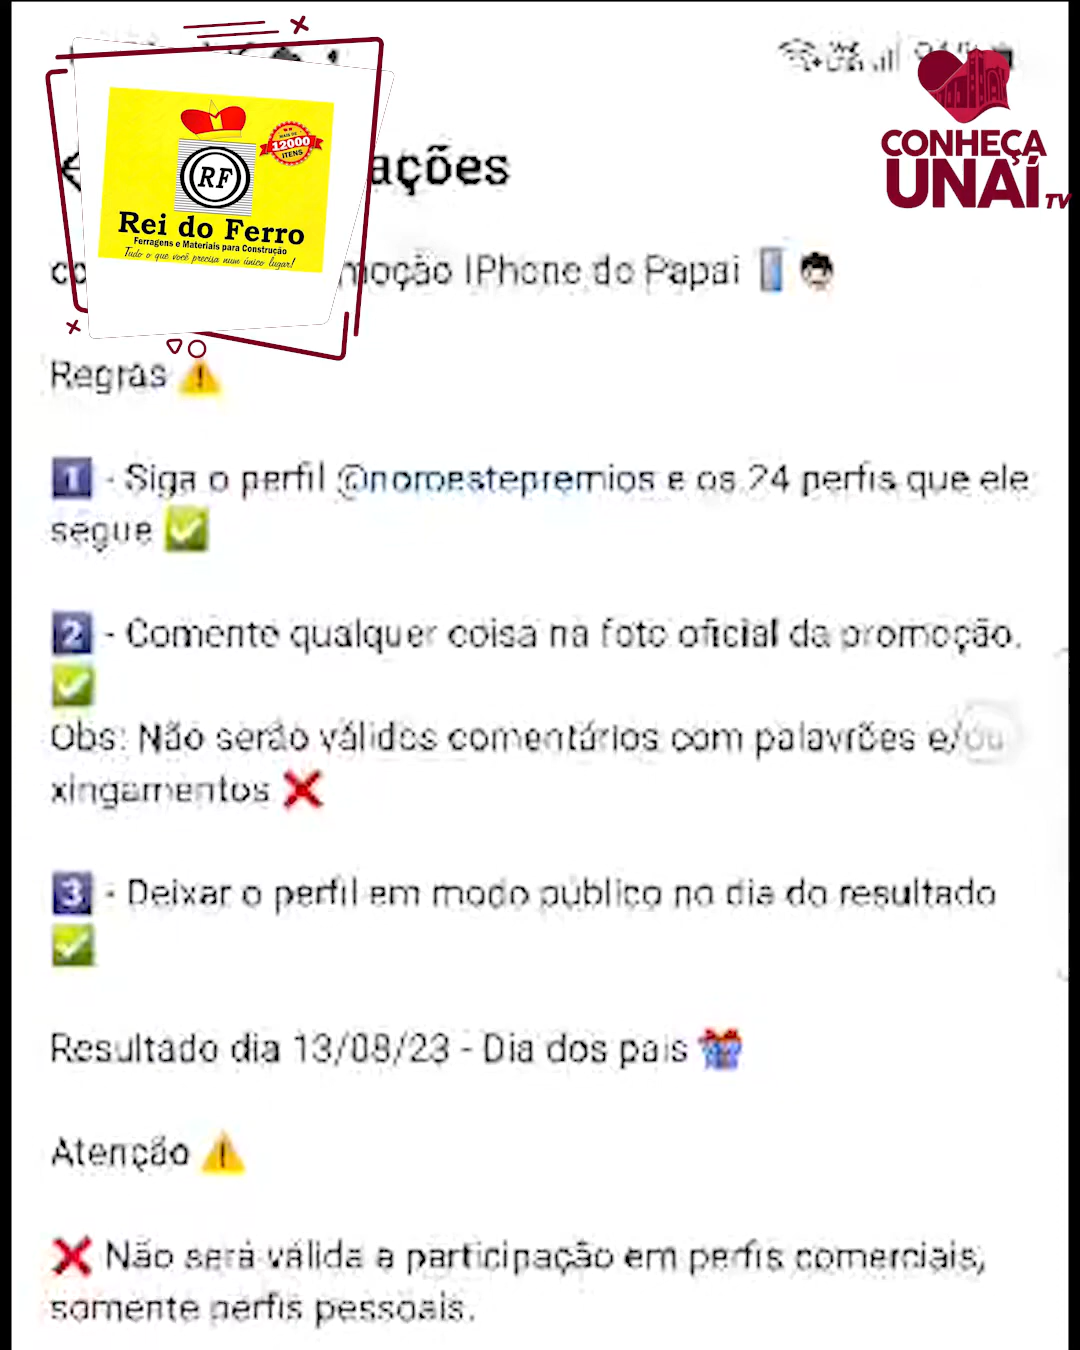 CONHEÇA
UNAÍ TV
MAIS DE
12000
ITENS
RF
Rei do Ferro
Ferragens e Materiais para Construção
Tudo o que você precisa num único lugar!
ações
moção IPhone do Papai
Regras ⚠️
1 - Siga o perfil @noroestepremios e os 24 perfis que ele
segue ✅
2 - Comente qualquer coisa na foto oficial da promoção.
✅
Obs: Não serão válidos comentários com palavrões e/ou
xingamentos ❌
3 - Deixar o perfil em modo público no dia do resultado
✅
Resultado dia 13/08/23 - Dia dos pais 🎁
Atenção ⚠️
❌ Não será válida a participação em perfis comerciais,
somente perfis pessoais.